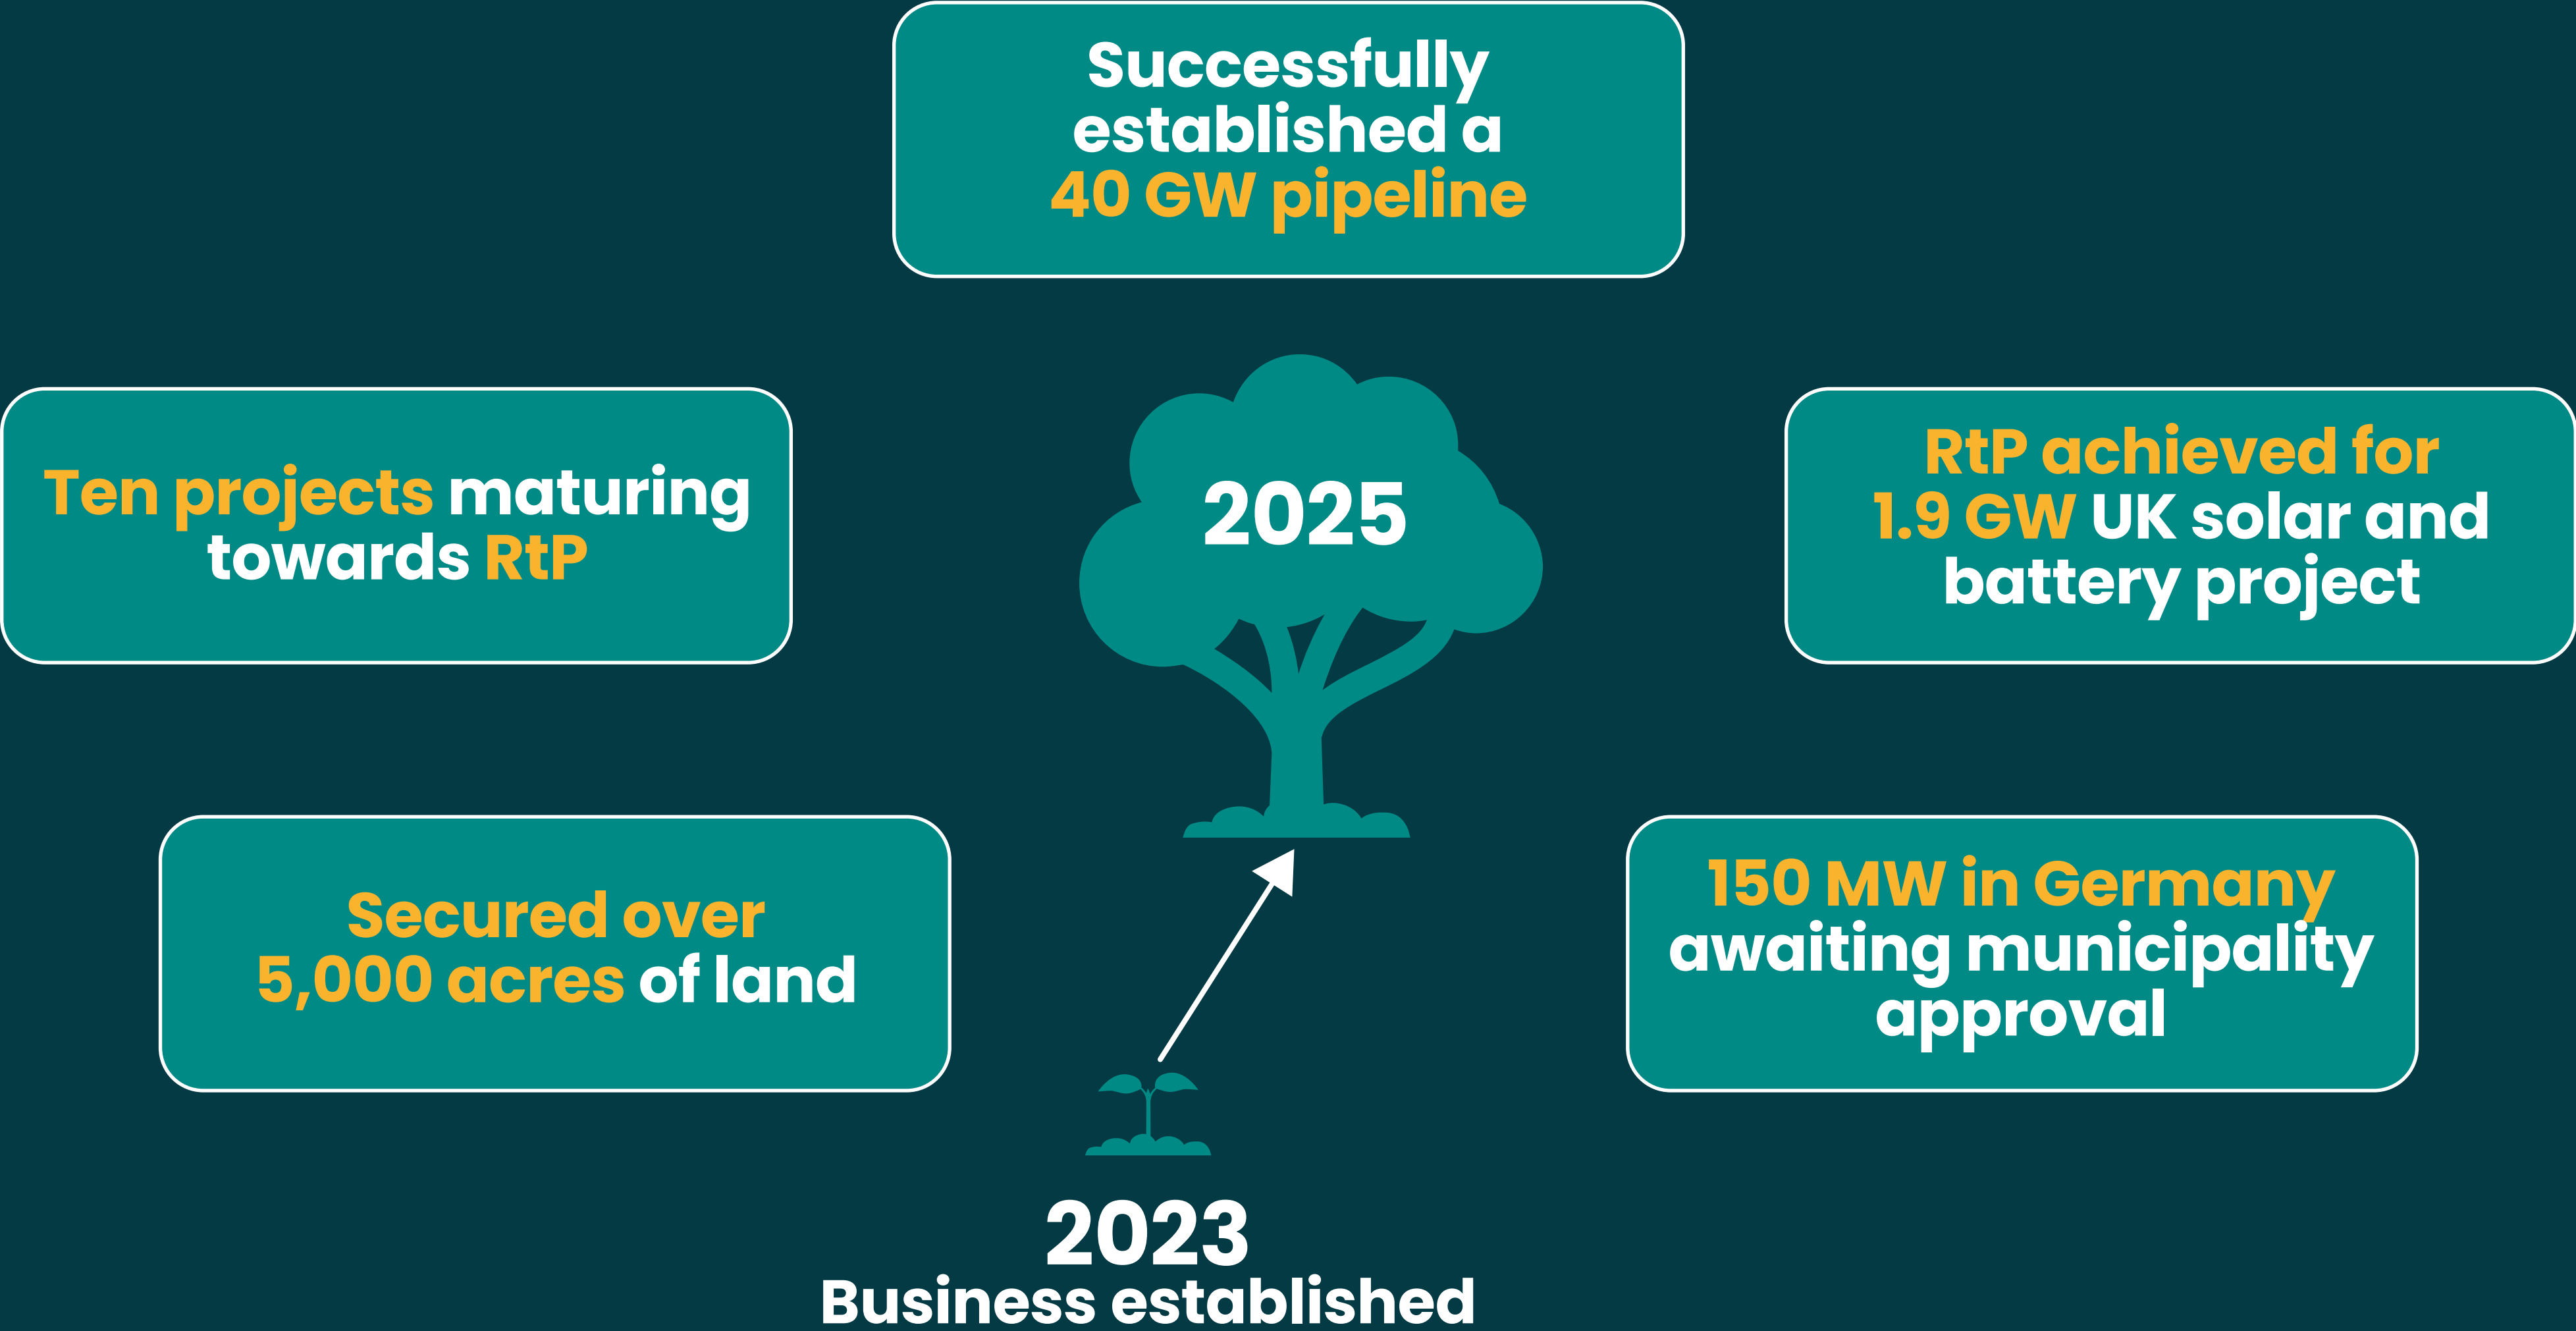 Successfully
established a
40 GW pipeline
Ten projects maturing
towards RtP
2025
RtP achieved for
1.9 GW UK solar and
battery project
Secured over
5,000 acres of land
150 MW in Germany
awaiting municipality
approval
2023
Business established